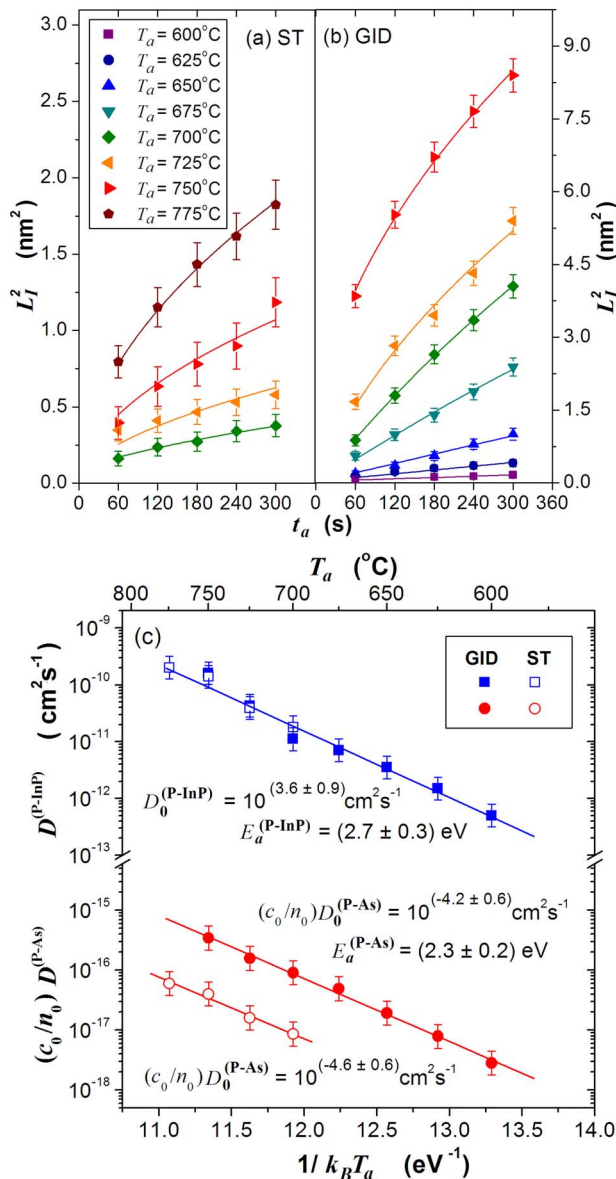 (a) ST
(b) GID
Tₐ = 600°C
Tₐ = 625°C
Tₐ = 650°C
Tₐ = 675°C
Tₐ = 700°C
Tₐ = 725°C
Tₐ = 750°C
Tₐ = 775°C
3.0
2.5
2.0
1.5
1.0
0.5
0.0
L_I² (nm²)
9.0
7.5
6.0
4.5
3.0
1.5
0.0
L_I² (nm²)
0 60 120 180 240 300 0 60 120 180 240 300 360
tₐ (s)
Tₐ (°C)
800 750 700 650 600
(c)
GID ST
10⁻⁹
10⁻¹⁰
10⁻¹¹
10⁻¹²
10⁻¹³
10⁻¹⁵
10⁻¹⁶
10⁻¹⁷
10⁻¹⁸
D^(P-InP) (cm²s⁻¹)
(c₀/n₀) D^(P-As)
D₀^(P-InP) = 10^(3.6 ± 0.9) cm²s⁻¹
Eₐ^(P-InP) = (2.7 ± 0.3) eV
(c₀/n₀)D₀^(P-As) = 10^(-4.2 ± 0.6) cm²s⁻¹
Eₐ^(P-As) = (2.3 ± 0.2) eV
(c₀/n₀)D₀^(P-As) = 10^(-4.6 ± 0.6) cm²s⁻¹
11.0 11.5 12.0 12.5 13.0 13.5 14.0
1/ k_BTₐ (eV⁻¹)